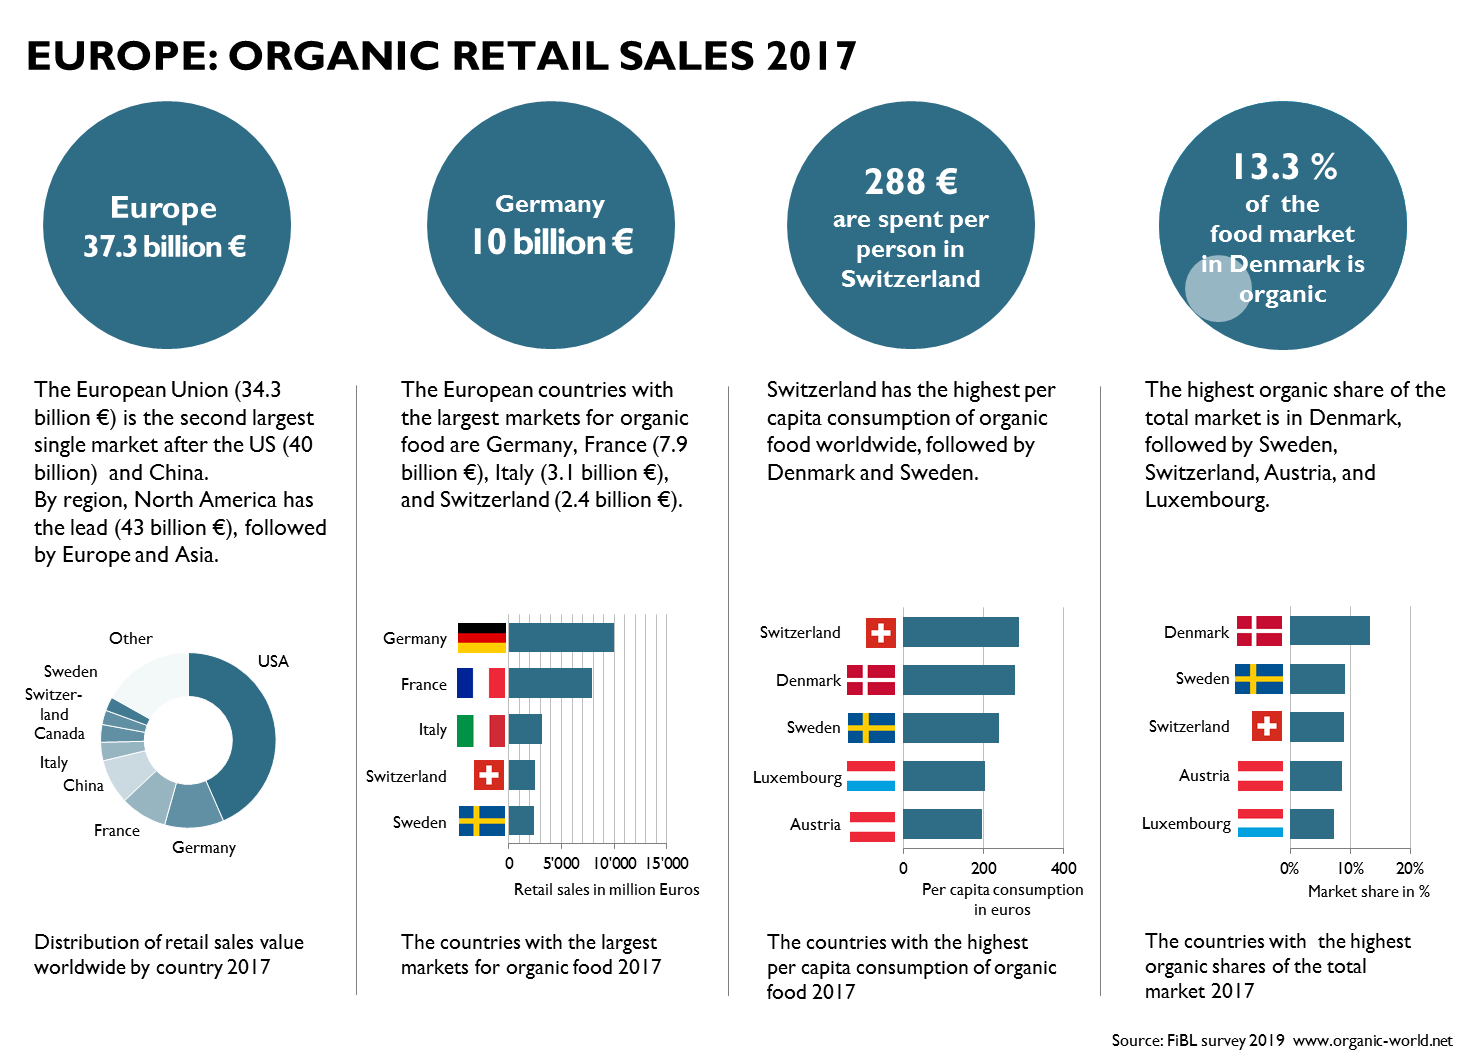 EUROPE: ORGANIC RETAIL SALES 2017
Europe
37.3 billion €
Germany
10 billion €
288 €
are spent per
person in
Switzerland
13.3 %
of the
food market
in Denmark is
organic
The European Union (34.3
billion €) is the second largest
single market after the US (40
billion) and China.
By region, North America has
the lead (43 billion €), followed
by Europe and Asia.
The European countries with
the largest markets for organic
food are Germany, France (7.9
billion €), Italy (3.1 billion €),
and Switzerland (2.4 billion €).
Switzerland has the highest per
capita consumption of organic
food worldwide, followed by
Denmark and Sweden.
The highest organic share of the
total market is in Denmark,
followed by Sweden,
Switzerland, Austria, and
Luxembourg.
Other
USA
Sweden
Switzer-
land
Canada
Italy
China
France
Germany
Distribution of retail sales value
worldwide by country 2017
Germany
France
Italy
Switzerland
Sweden
0 5'000 10'000 15'000
Retail sales in million Euros
The countries with the largest
markets for organic food 2017
Switzerland
Denmark
Sweden
Luxembourg
Austria
0 200 400
Per capita consumption
in euros
The countries with the highest
per capita consumption of organic
food 2017
Denmark
Sweden
Switzerland
Austria
Luxembourg
0% 10% 20%
Market share in %
The countries with the highest
organic shares of the total
market 2017
Source: FiBL survey 2019 www.organic-world.net